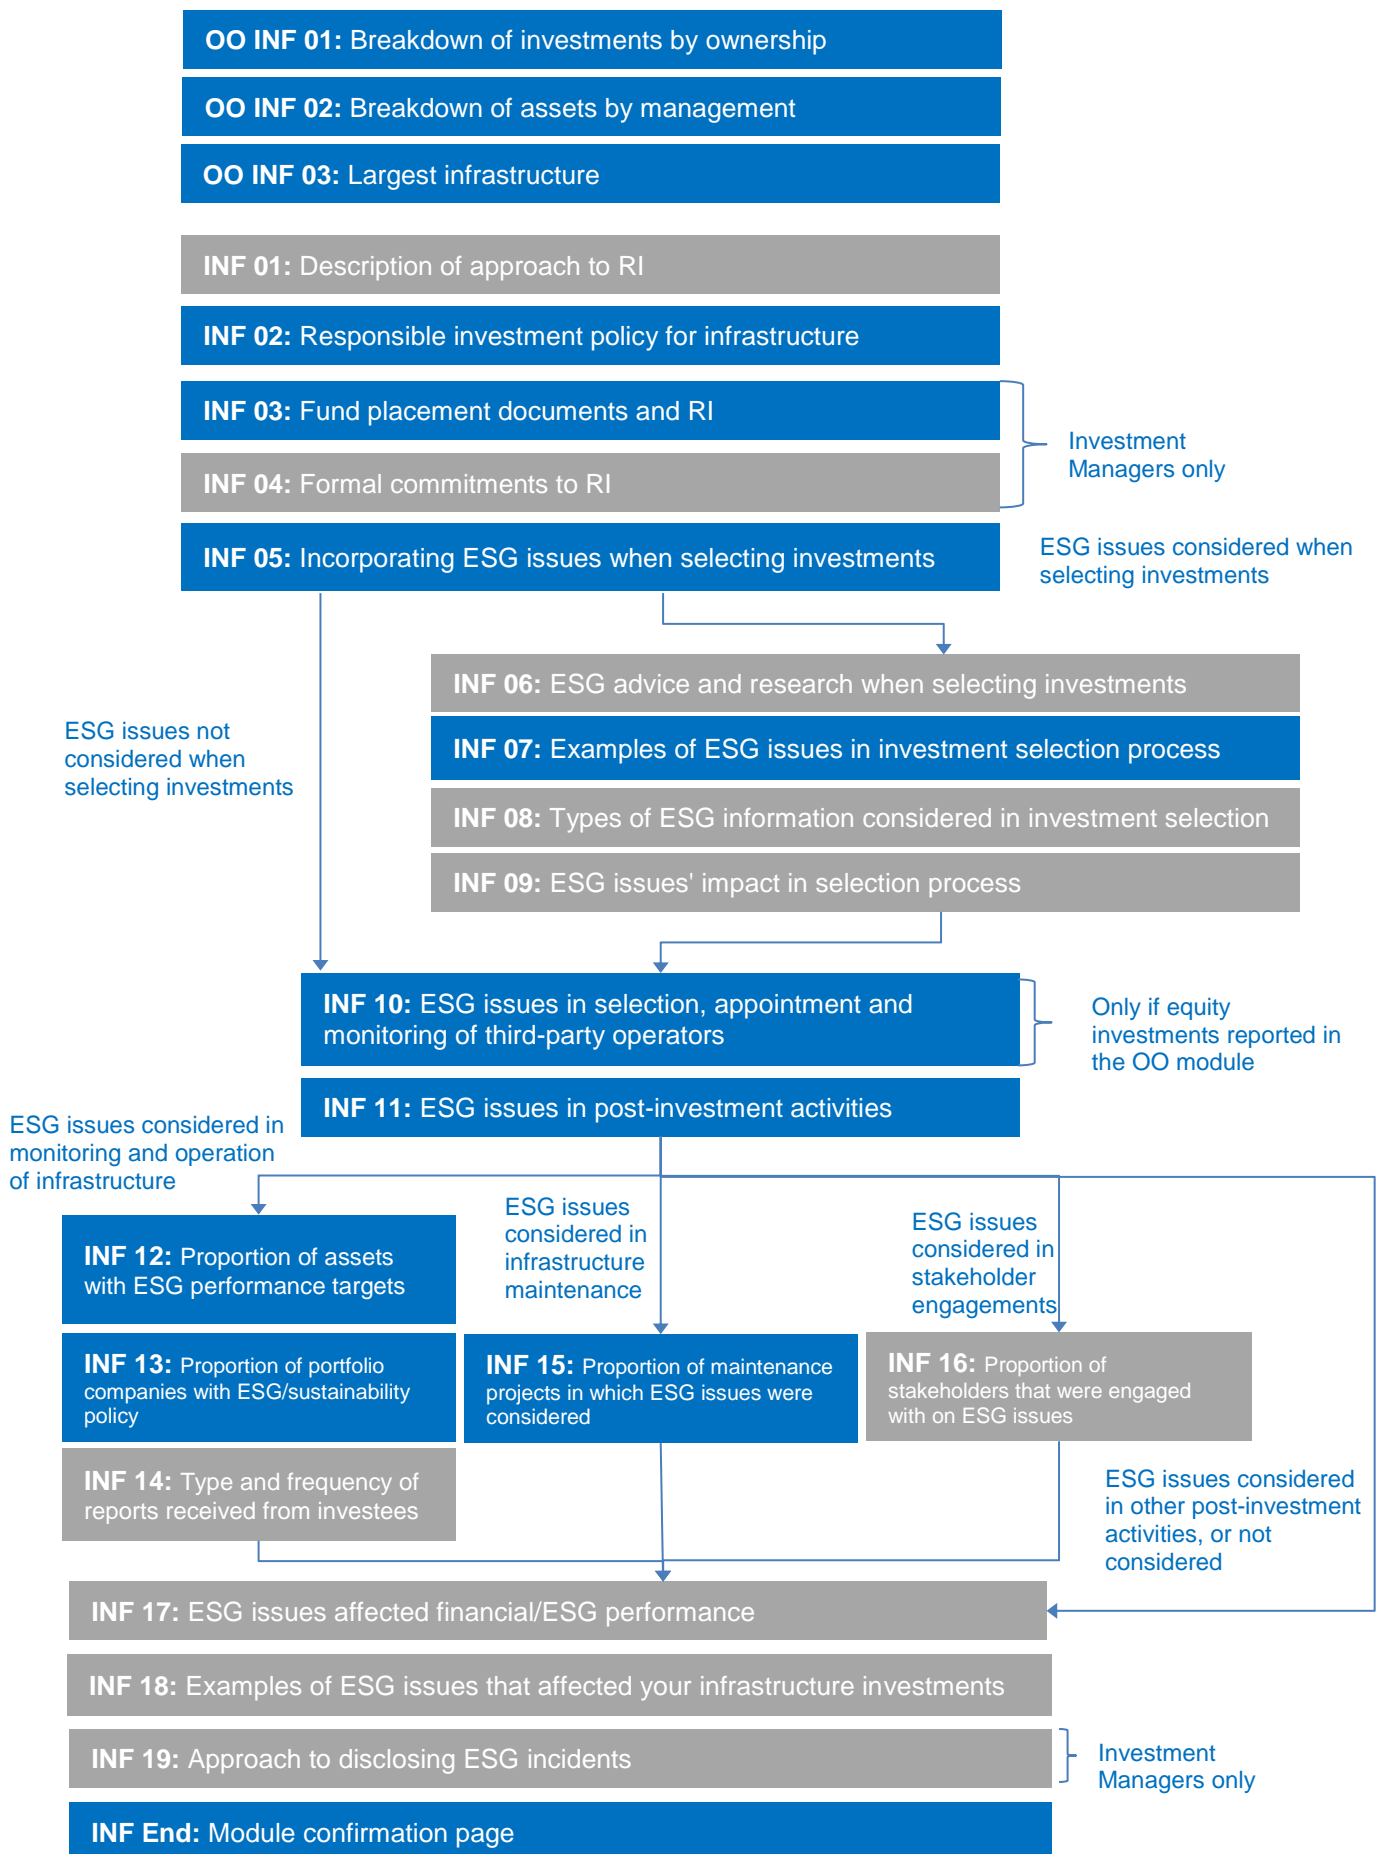 OO INF 01: Breakdown of investments by ownership
OO INF 02: Breakdown of assets by management
OO INF 03: Largest infrastructure
INF 01: Description of approach to RI
INF 02: Responsible investment policy for infrastructure
INF 03: Fund placement documents and RI
INF 04: Formal commitments to RI
Investment
Managers only
INF 05: Incorporating ESG issues when selecting investments
ESG issues considered when
selecting investments
INF 06: ESG advice and research when selecting investments
INF 07: Examples of ESG issues in investment selection process
INF 08: Types of ESG information considered in investment selection
INF 09: ESG issues' impact in selection process
ESG issues not
considered when
selecting investments
INF 10: ESG issues in selection, appointment and
monitoring of third-party operators
Only if equity
investments reported in
the OO module
INF 11: ESG issues in post-investment activities
ESG issues considered in
monitoring and operation
of infrastructure
ESG issues
considered in
infrastructure
maintenance
ESG issues
considered in
stakeholder
engagements
INF 12: Proportion of assets
with ESG performance targets
INF 13: Proportion of portfolio
companies with ESG/sustainability
policy
INF 14: Type and frequency of
reports received from investees
INF 15: Proportion of maintenance
projects in which ESG issues were
considered
INF 16: Proportion of
stakeholders that were engaged
with on ESG issues
ESG issues considered
in other post-investment
activities, or not
considered
INF 17: ESG issues affected financial/ESG performance
INF 18: Examples of ESG issues that affected your infrastructure investments
INF 19: Approach to disclosing ESG incidents
Investment
Managers only
INF End: Module confirmation page